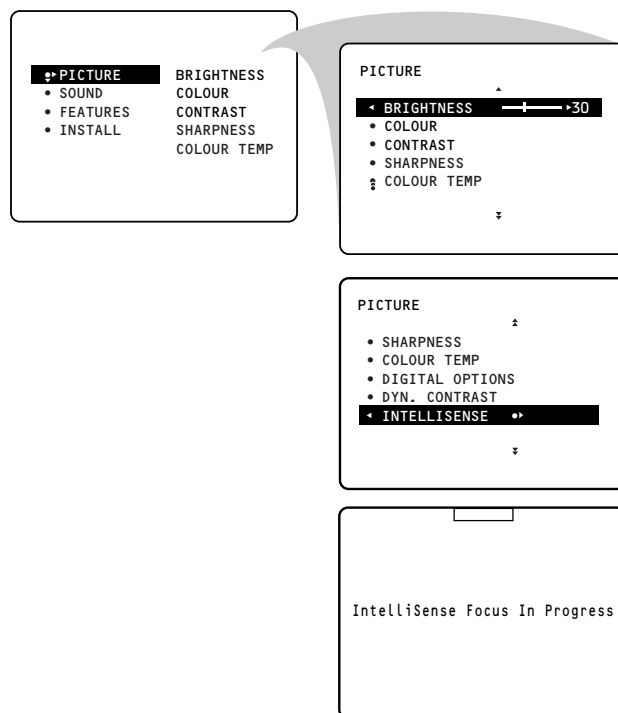 PICTURE BRIGHTNESS
• SOUND COLOUR
• FEATURES CONTRAST
• INSTALL SHARPNESS
COLOUR TEMP
PICTURE
BRIGHTNESS 30
• COLOUR
• CONTRAST
• SHARPNESS
COLOUR TEMP
PICTURE
• SHARPNESS
• COLOUR TEMP
• DIGITAL OPTIONS
• DYN. CONTRAST
INTELLISENSE
IntelliSense Focus In Progress